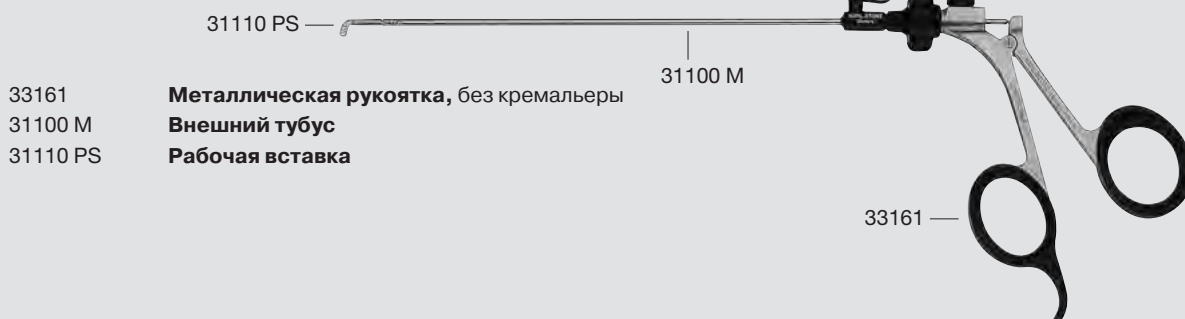 31110 PS
31100 M
33161 Металлическая рукоятка, без кремальеры
31100 M Внешний тубус
31110 PS Рабочая вставка
33161